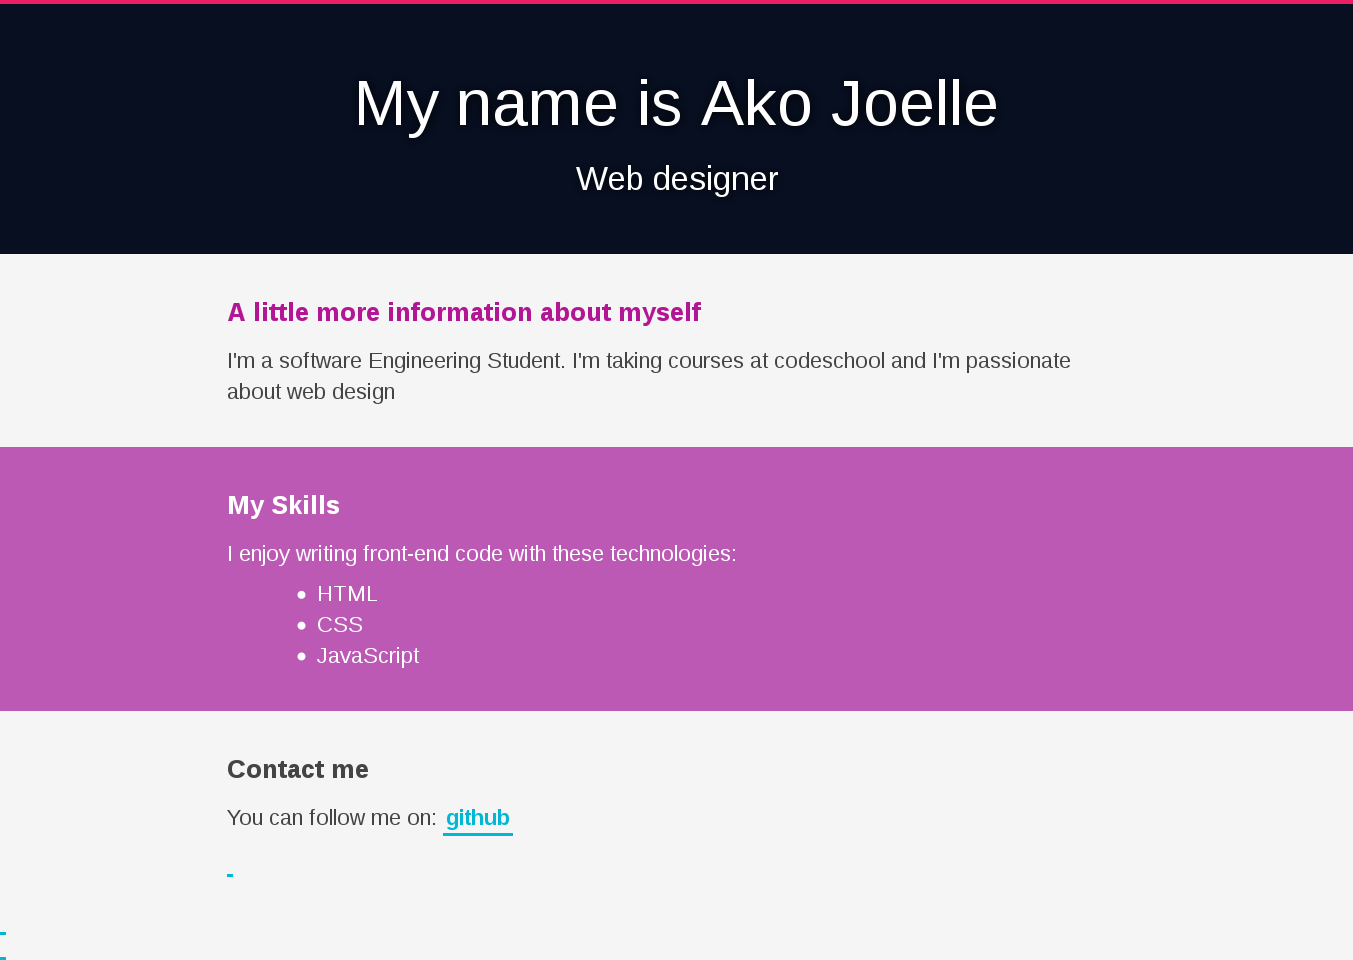 My name is Ako Joelle
Web designer
A little more information about myself
I'm a software Engineering Student. I'm taking courses at codeschool and I'm passionate
about web design
My Skills
I enjoy writing front-end code with these technologies:
• HTML
• CSS
• JavaScript
Contact me
You can follow me on: github